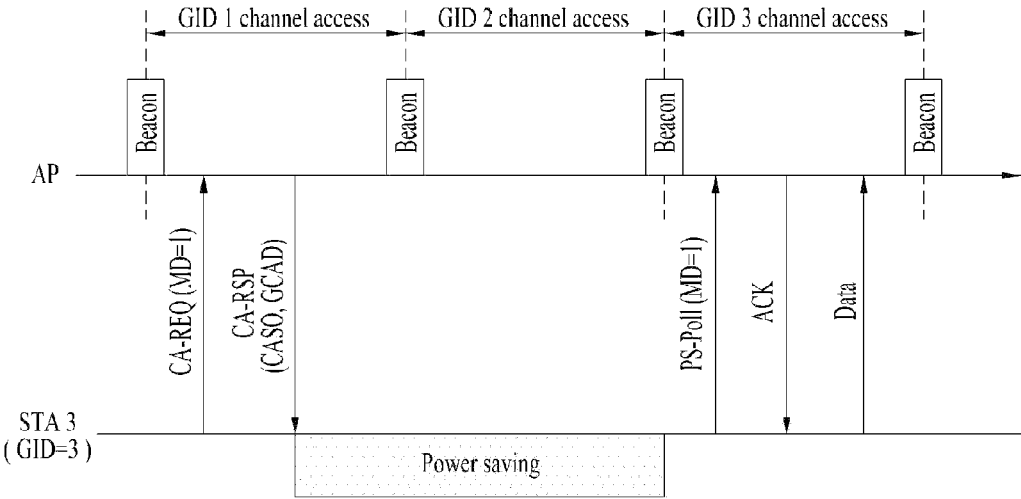 GID 1 channel access
GID 2 channel access
GID 3 channel access
Beacon
Beacon
Beacon
Beacon
AP
CA-REQ (MD=1)
CA-RSP
(CASO, GCAD)
PS-Poll (MD=1)
ACK
Data
STA 3
( GID=3 )
Power saving